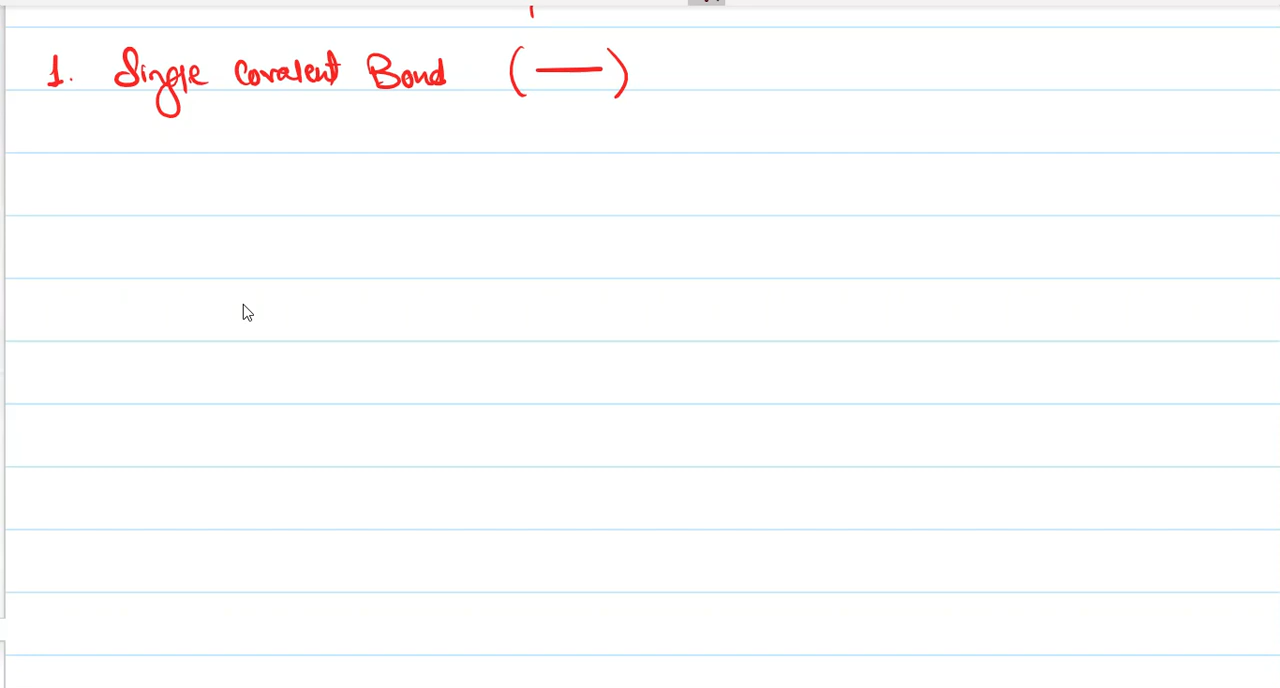 1. Single Covalent Bond (—)